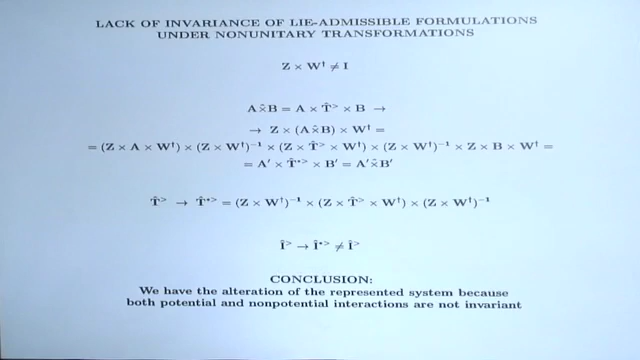 LACK OF INVARIANCE OF LIE-ADMISSIBLE FORMULATIONS
UNDER NONUNITARY TRANSFORMATIONS
Z × W† ≠ I
A×̂B = A × T̂> × B →
→ Z × (A×̂B) × W† =
= (Z × A × W†) × (Z × W†)⁻¹ × (Z × T̂> × W†) × (Z × W†)⁻¹ × Z × B × W† =
= A′ × T̂*> × B′ = A′×̂B′
T̂> → T̂*> = (Z × W†)⁻¹ × (Z × T̂> × W†) × (Z × W†)⁻¹
Î> → Î*> ≠ Î>
CONCLUSION:
We have the alteration of the represented system because
both potential and nonpotential interactions are not invariant